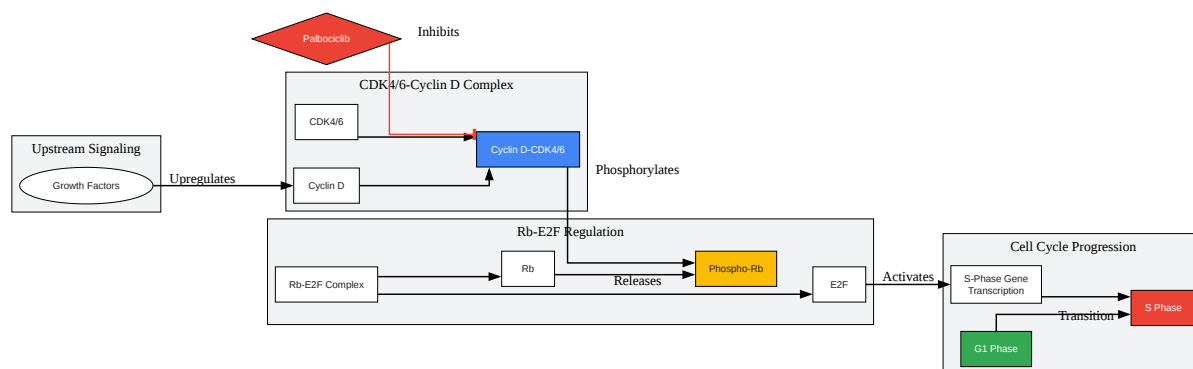 Palbociclib
Inhibits
CDK4/6-Cyclin D Complex
CDK4/6
Cyclin D-CDK4/6
Upstream Signaling
Growth Factors
Upregulates
Cyclin D
Phosphorylates
Rb-E2F Regulation
Rb-E2F Complex
Rb
Releases
Phospho-Rb
E2F
Activates
Cell Cycle Progression
S-Phase Gene
Transcription
S Phase
Transition
G1 Phase